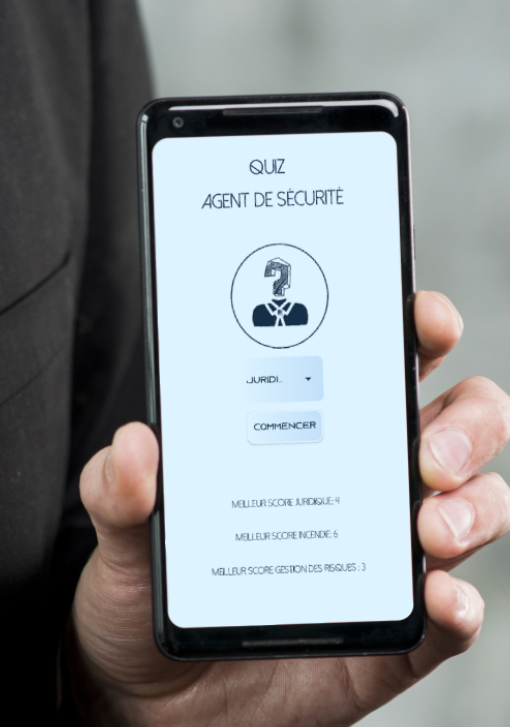 QUIZ
AGENT DE SÉCURITÉ
?
JURIDI..
COMMENCER
MEILLEUR SCORE JURIDIQUE: 4
MEILLEUR SCORE INCENDIE: 6
MEILLEUR SCORE GESTION DES RISQUES : 3